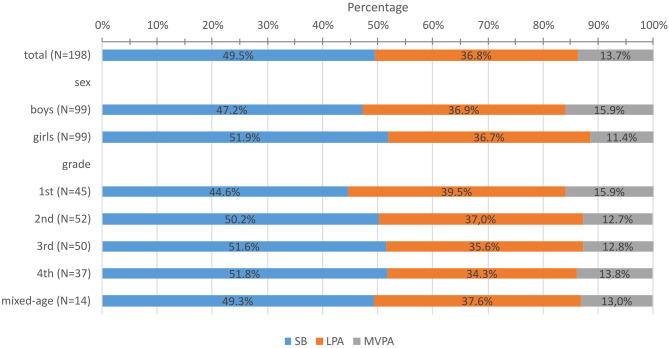 Percentage
0% 10% 20% 30% 40% 50% 60% 70% 80% 90% 100%
total (N=198) 49.5% 36.8% 13.7%
sex
boys (N=99) 47.2% 36.9% 15.9%
girls (N=99) 51.9% 36.7% 11.4%
grade
1st (N=45) 44.6% 39.5% 15.9%
2nd (N=52) 50.2% 37,0% 12.7%
3rd (N=50) 51.6% 35.6% 12.8%
4th (N=37) 51.8% 34.3% 13.8%
mixed-age (N=14) 49.3% 37.6% 13,0%
SB LPA MVPA